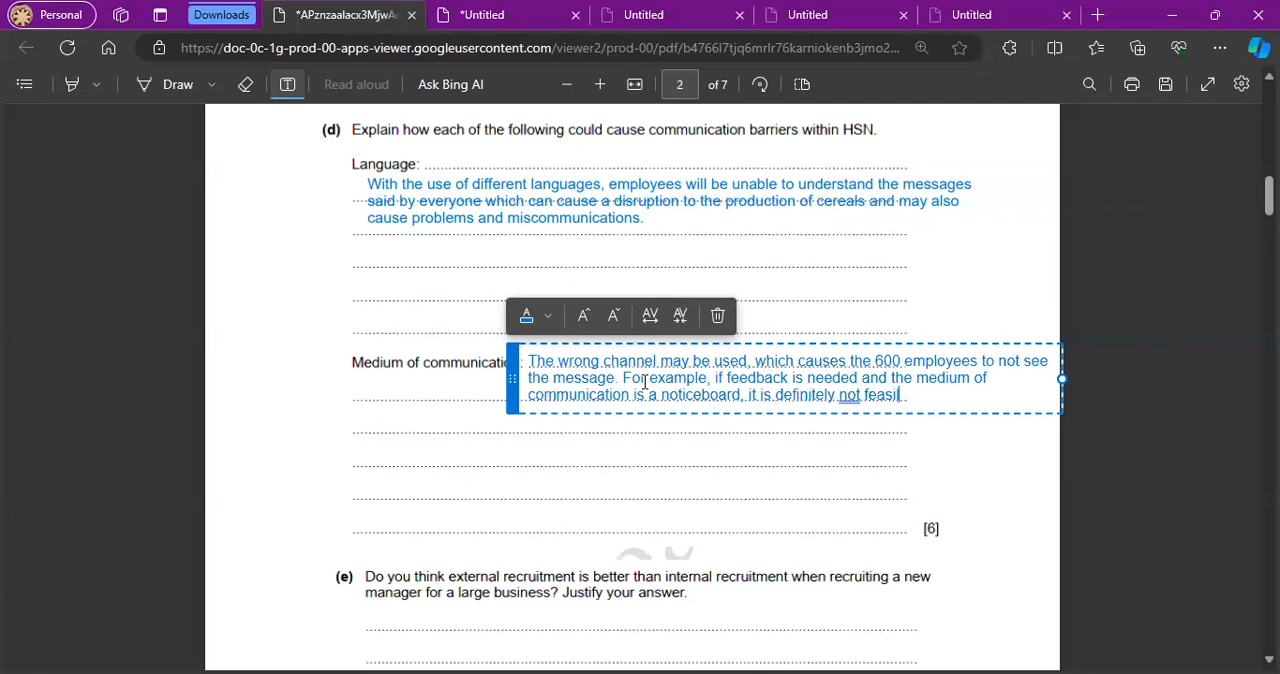 Personal
Downloads
*APznzaalacx3MjwA
*Untitled
Untitled
Untitled
Untitled
https://doc-0c-1g-prod-00-apps-viewer.googleusercontent.com/viewer2/prod-00/pdf/b4766l7tjq6mrlr76karniokenb3jmo2...
Draw
Read aloud
Ask Bing AI
2
of 7
(d) Explain how each of the following could cause communication barriers within HSN.
Language:
With the use of different languages, employees will be unable to understand the messages
said by everyone which can cause a disruption to the production of cereals and may also
cause problems and miscommunications.
Medium of communication:
The wrong channel may be used, which causes the 600 employees to not see
the message. For example, if feedback is needed and the medium of
communication is a noticeboard, it is definitely not feasil
[6]
(e) Do you think external recruitment is better than internal recruitment when recruiting a new
manager for a large business? Justify your answer.